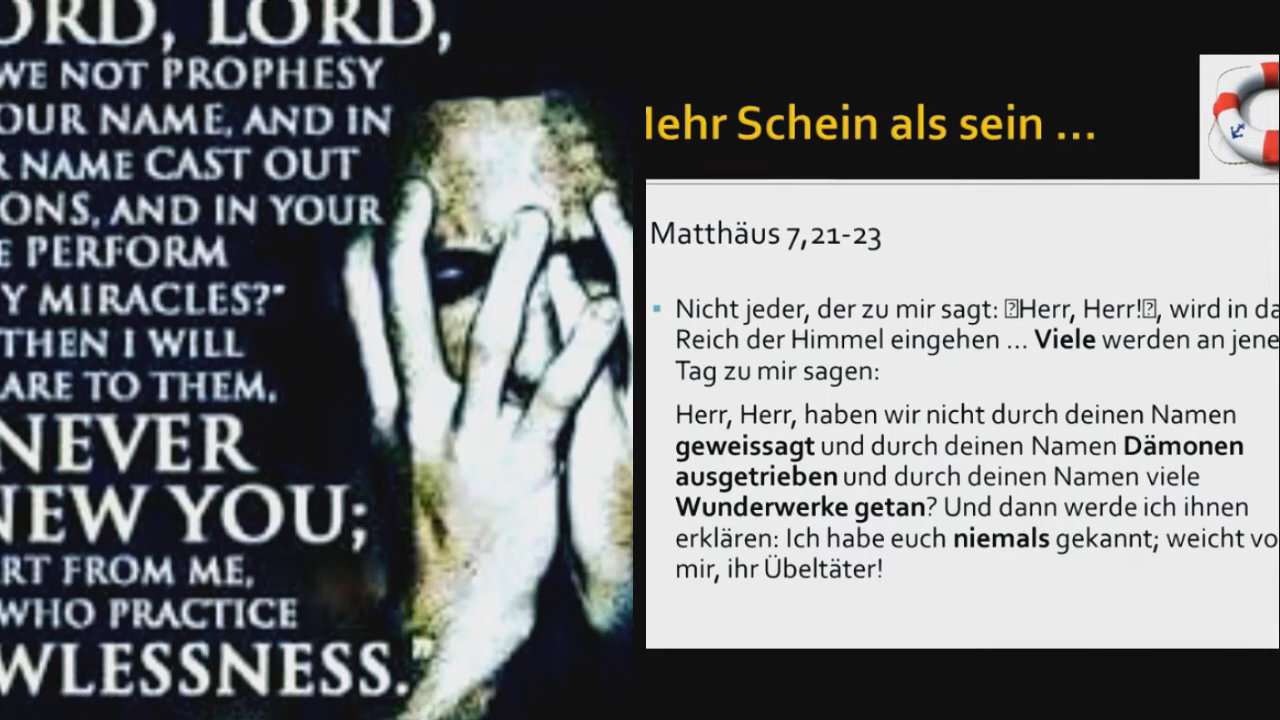 ORD, LORD,
WE NOT PROPHESY
OUR NAME, AND IN
R NAME CAST OUT
ONS, AND IN YOUR
E PERFORM
Y MIRACLES?"
THEN I WILL
ARE TO THEM,
NEVER
NEW YOU;
RT FROM ME,
WHO PRACTICE
WLESSNESS.
Mehr Schein als sein ...
Matthäus 7,21-23
Nicht jeder, der zu mir sagt: Herr, Herr!, wird in da
Reich der Himmel eingehen ... Viele werden an jene
Tag zu mir sagen:
Herr, Herr, haben wir nicht durch deinen Namen
geweissagt und durch deinen Namen Dämonen
ausgetrieben und durch deinen Namen viele
Wunderwerke getan? Und dann werde ich ihnen
erklären: Ich habe euch niemals gekannt; weicht vo
mir, ihr Übeltäter!